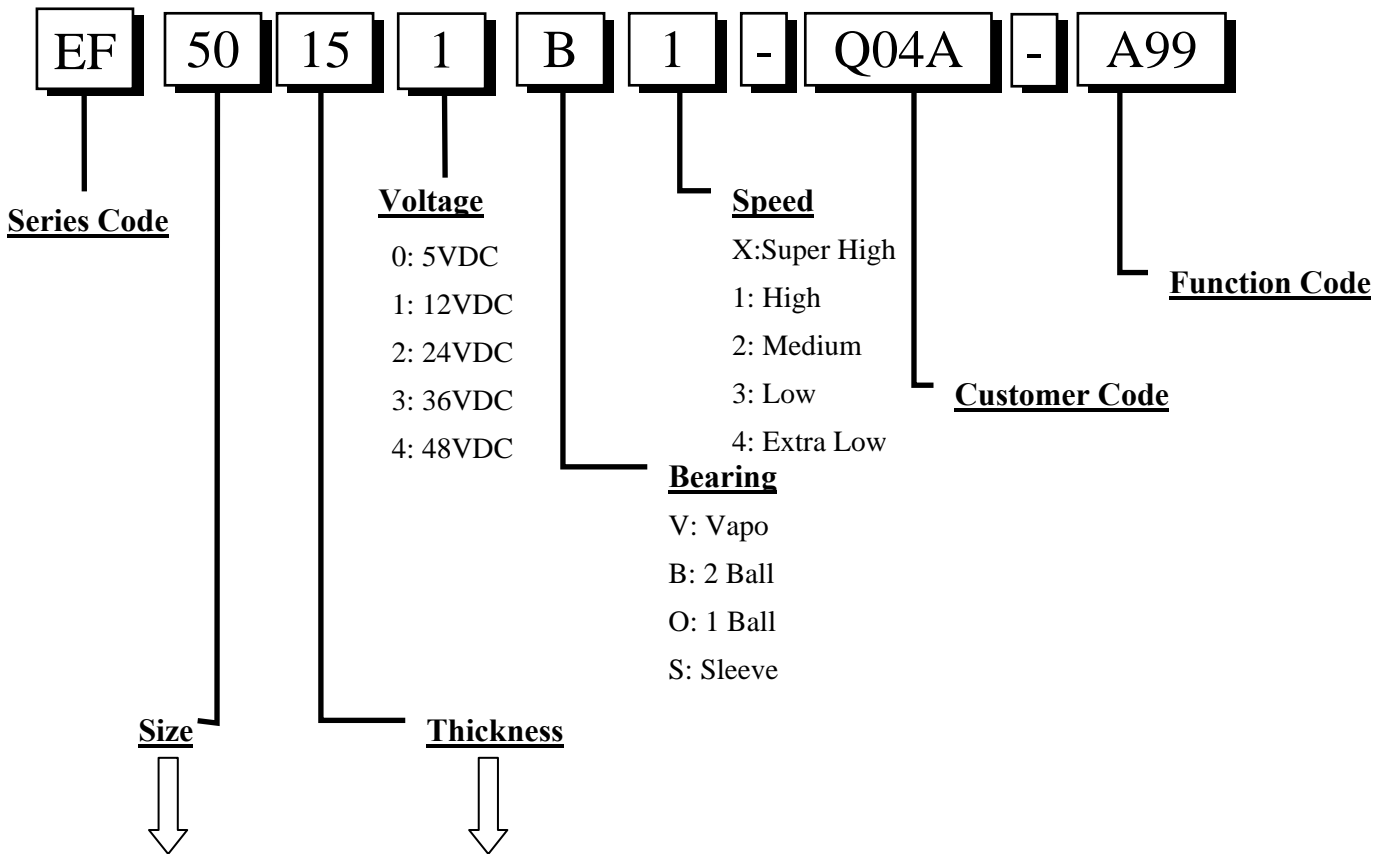 EF 50 15 1 B 1 - Q04A - A99
Series Code
Voltage
0: 5VDC
1: 12VDC
2: 24VDC
3: 36VDC
4: 48VDC
Speed
X:Super High
1: High
2: Medium
3: Low
4: Extra Low
Function Code
Customer Code
Bearing
V: Vapo
B: 2 Ball
O: 1 Ball
S: Sleeve
Size
Thickness